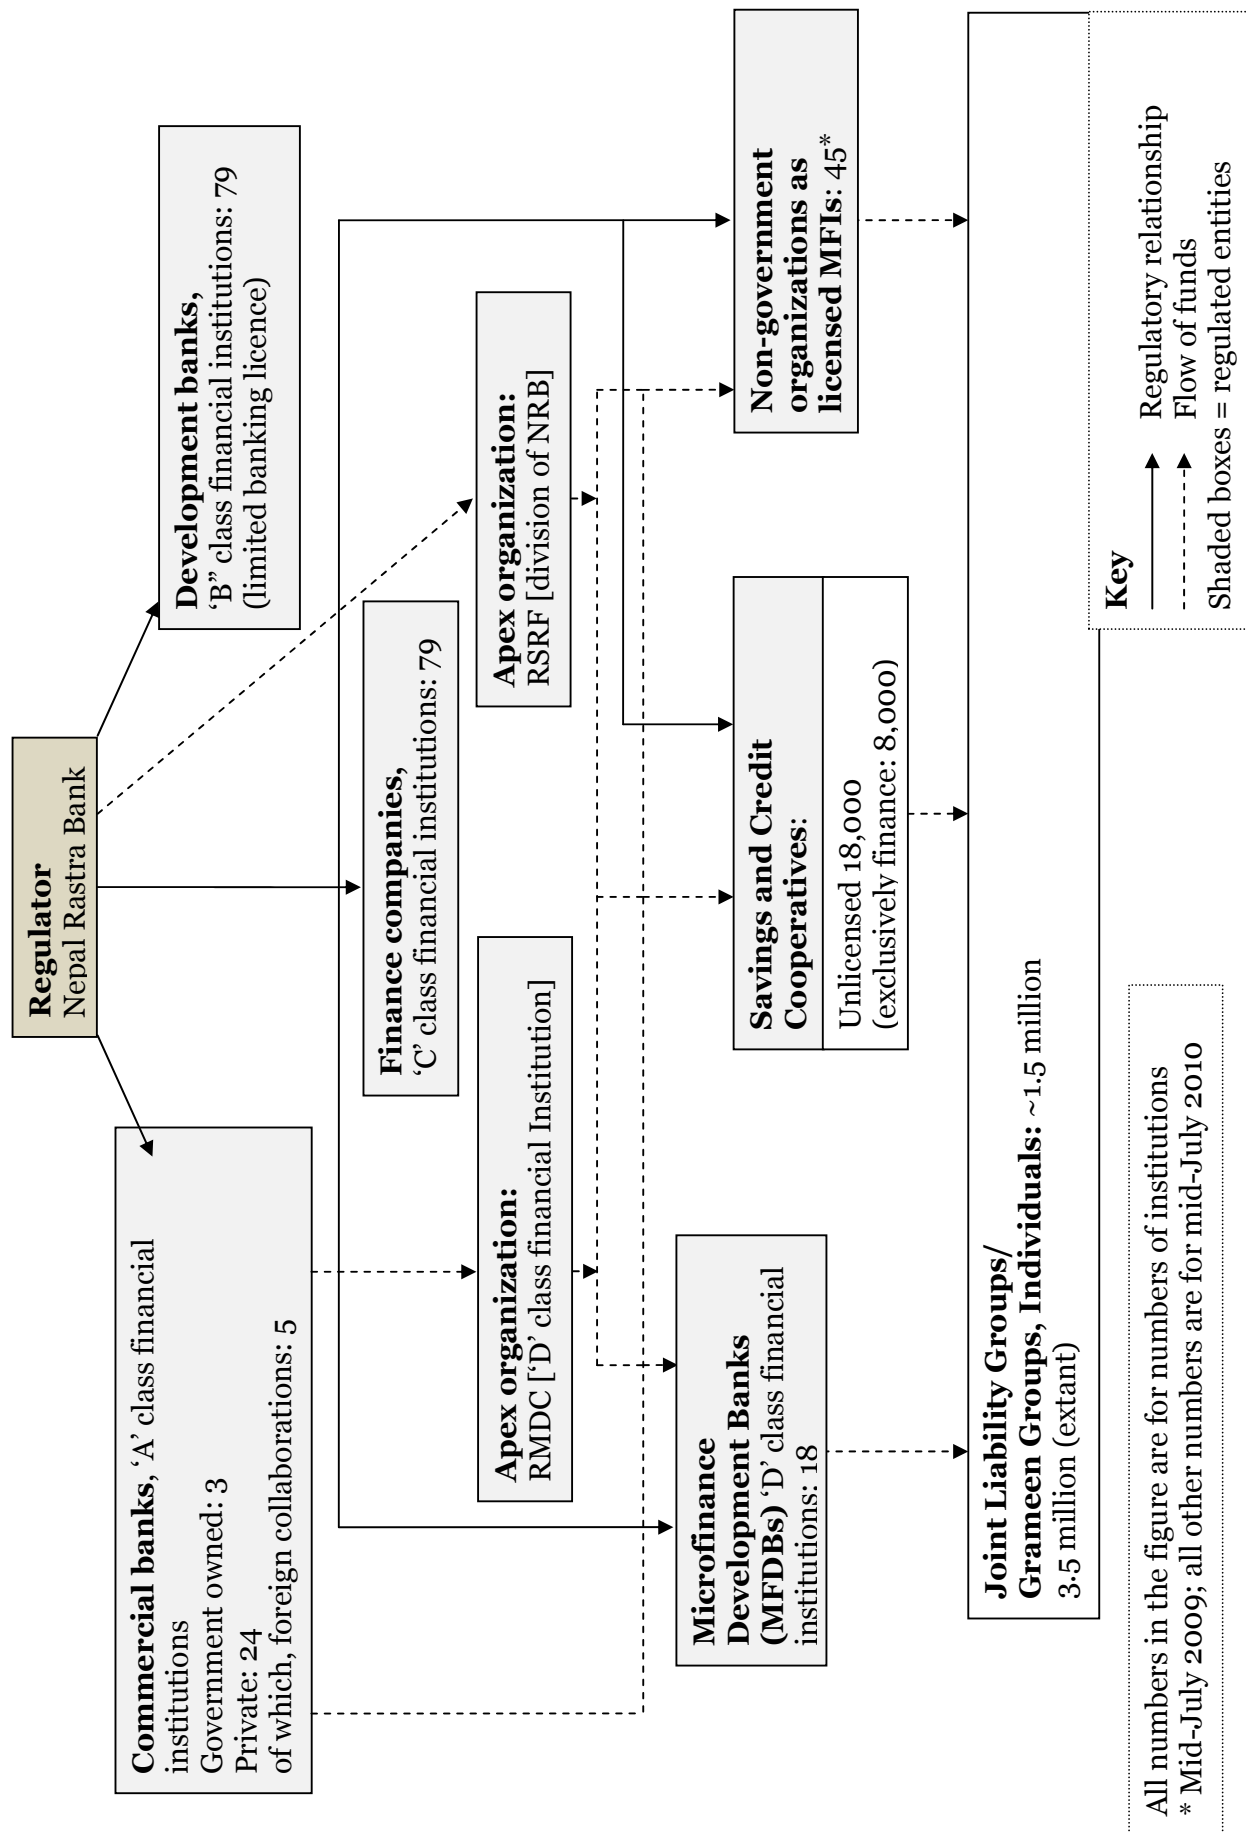 Regulator
Nepal Rastra Bank
Commercial banks, ‘A’ class financial
institutions
Government owned: 3
Private: 24
of which, foreign collaborations: 5
Development banks,
‘B” class financial institutions: 79
(limited banking licence)
Finance companies,
‘C’ class financial institutions: 79
Apex organization:
RMDC [‘D’ class financial Institution]
Apex organization:
RSRF [division of NRB]
Microfinance
Development Banks
(MFDBs) ‘D’ class financial
institutions: 18
Savings and Credit
Cooperatives:
Unlicensed 18,000
(exclusively finance: 8,000)
Non-government
organizations as
licensed MFIs: 45*
Joint Liability Groups/
Grameen Groups, Individuals: ~1.5 million
3.5 million (extant)
Key
Regulatory relationship
Flow of funds
Shaded boxes = regulated entities
All numbers in the figure are for numbers of institutions
* Mid-July 2009; all other numbers are for mid-July 2010